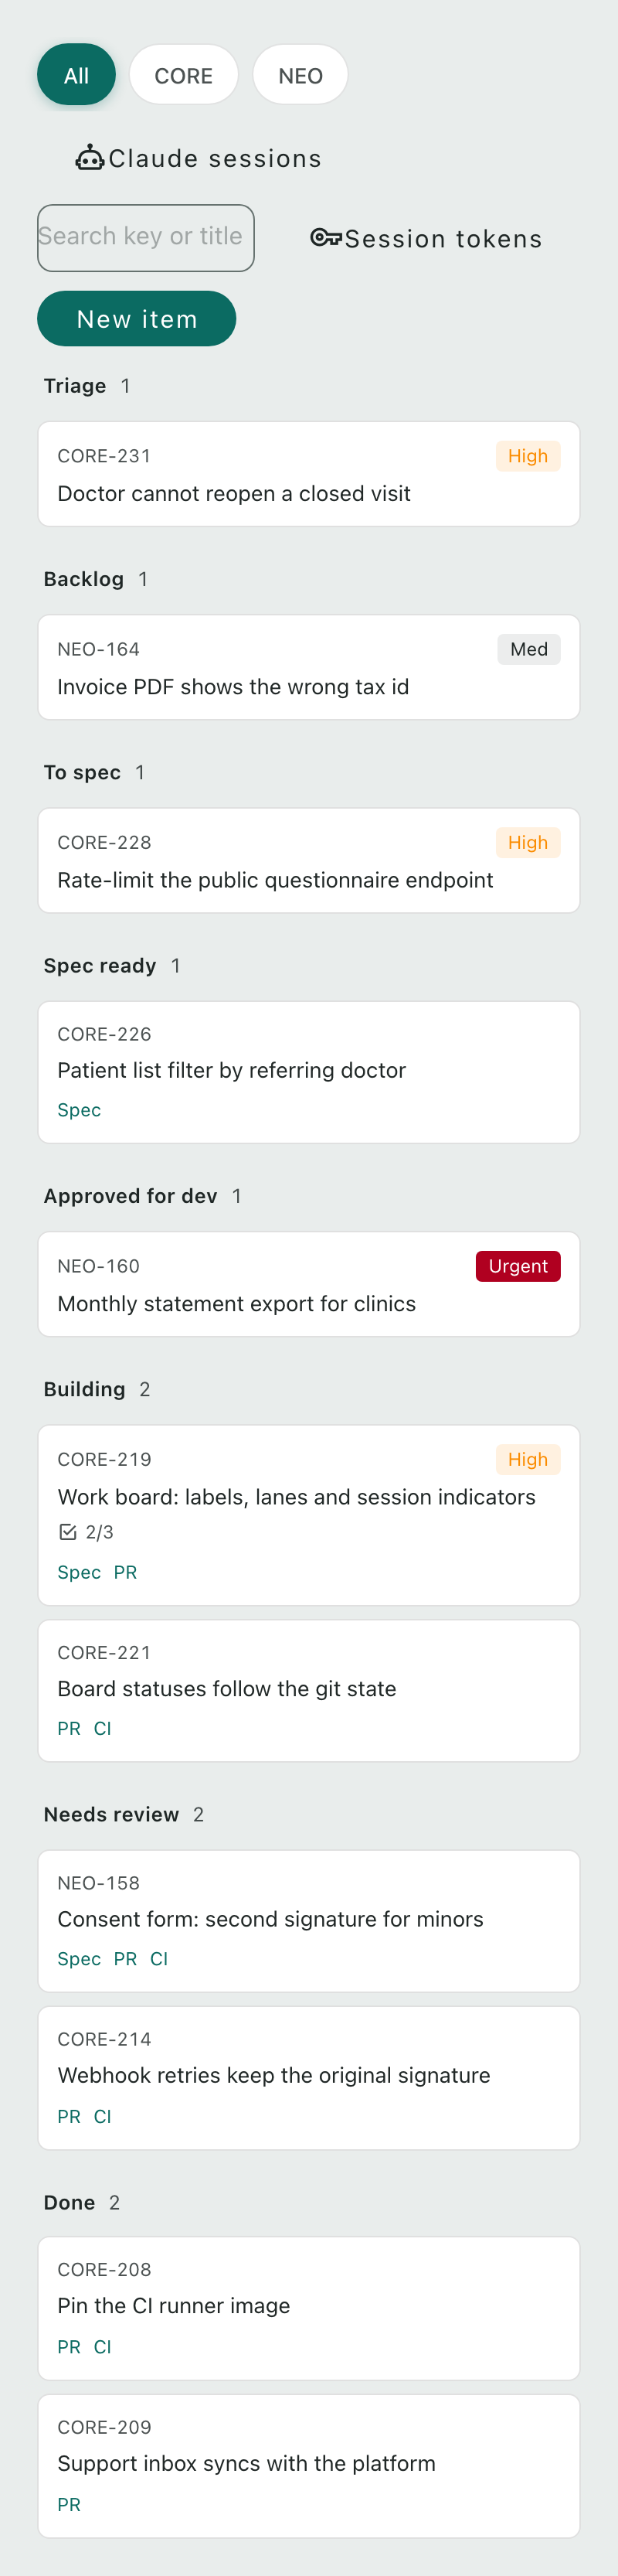 All CORE NEO
Claude sessions
Search key or title Session tokens
New item
Triage 1
CORE-231 High
Doctor cannot reopen a closed visit
Backlog 1
NEO-164 Med
Invoice PDF shows the wrong tax id
To spec 1
CORE-228 High
Rate-limit the public questionnaire endpoint
Spec ready 1
CORE-226
Patient list filter by referring doctor
Spec
Approved for dev 1
NEO-160 Urgent
Monthly statement export for clinics
Building 2
CORE-219 High
Work board: labels, lanes and session indicators
2/3
Spec PR
CORE-221
Board statuses follow the git state
PR CI
Needs review 2
NEO-158
Consent form: second signature for minors
Spec PR CI
CORE-214
Webhook retries keep the original signature
PR CI
Done 2
CORE-208
Pin the CI runner image
PR CI
CORE-209
Support inbox syncs with the platform
PR